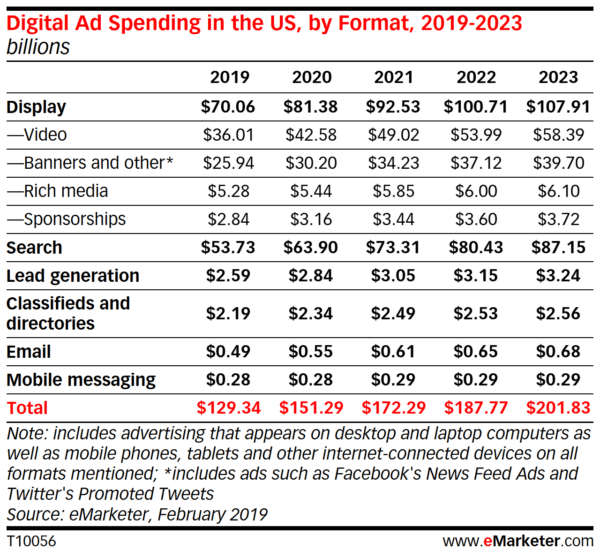 Digital Ad Spending in the US, by Format, 2019-2023
billions
2019 2020 2021 2022 2023
Display $70.06 $81.38 $92.53 $100.71 $107.91
—Video $36.01 $42.58 $49.02 $53.99 $58.39
—Banners and other* $25.94 $30.20 $34.23 $37.12 $39.70
—Rich media $5.28 $5.44 $5.85 $6.00 $6.10
—Sponsorships $2.84 $3.16 $3.44 $3.60 $3.72
Search $53.73 $63.90 $73.31 $80.43 $87.15
Lead generation $2.59 $2.84 $3.05 $3.15 $3.24
Classifieds and
directories $2.19 $2.34 $2.49 $2.53 $2.56
Email $0.49 $0.55 $0.61 $0.65 $0.68
Mobile messaging $0.28 $0.28 $0.29 $0.29 $0.29
Total $129.34 $151.29 $172.29 $187.77 $201.83
Note: includes advertising that appears on desktop and laptop computers as
well as mobile phones, tablets and other internet-connected devices on all
formats mentioned; *includes ads such as Facebook's News Feed Ads and
Twitter's Promoted Tweets
Source: eMarketer, February 2019
T10056 www.eMarketer.com